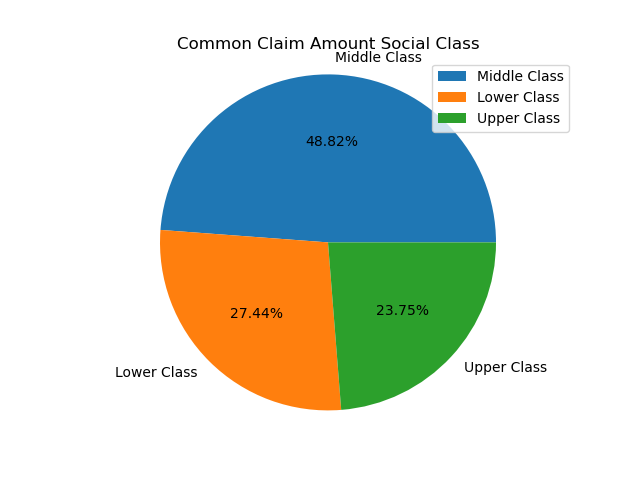 Common Claim Amount Social Class
Middle Class
Middle Class
Lower Class
Upper Class
48.82%
27.44%
23.75%
Lower Class
Upper Class